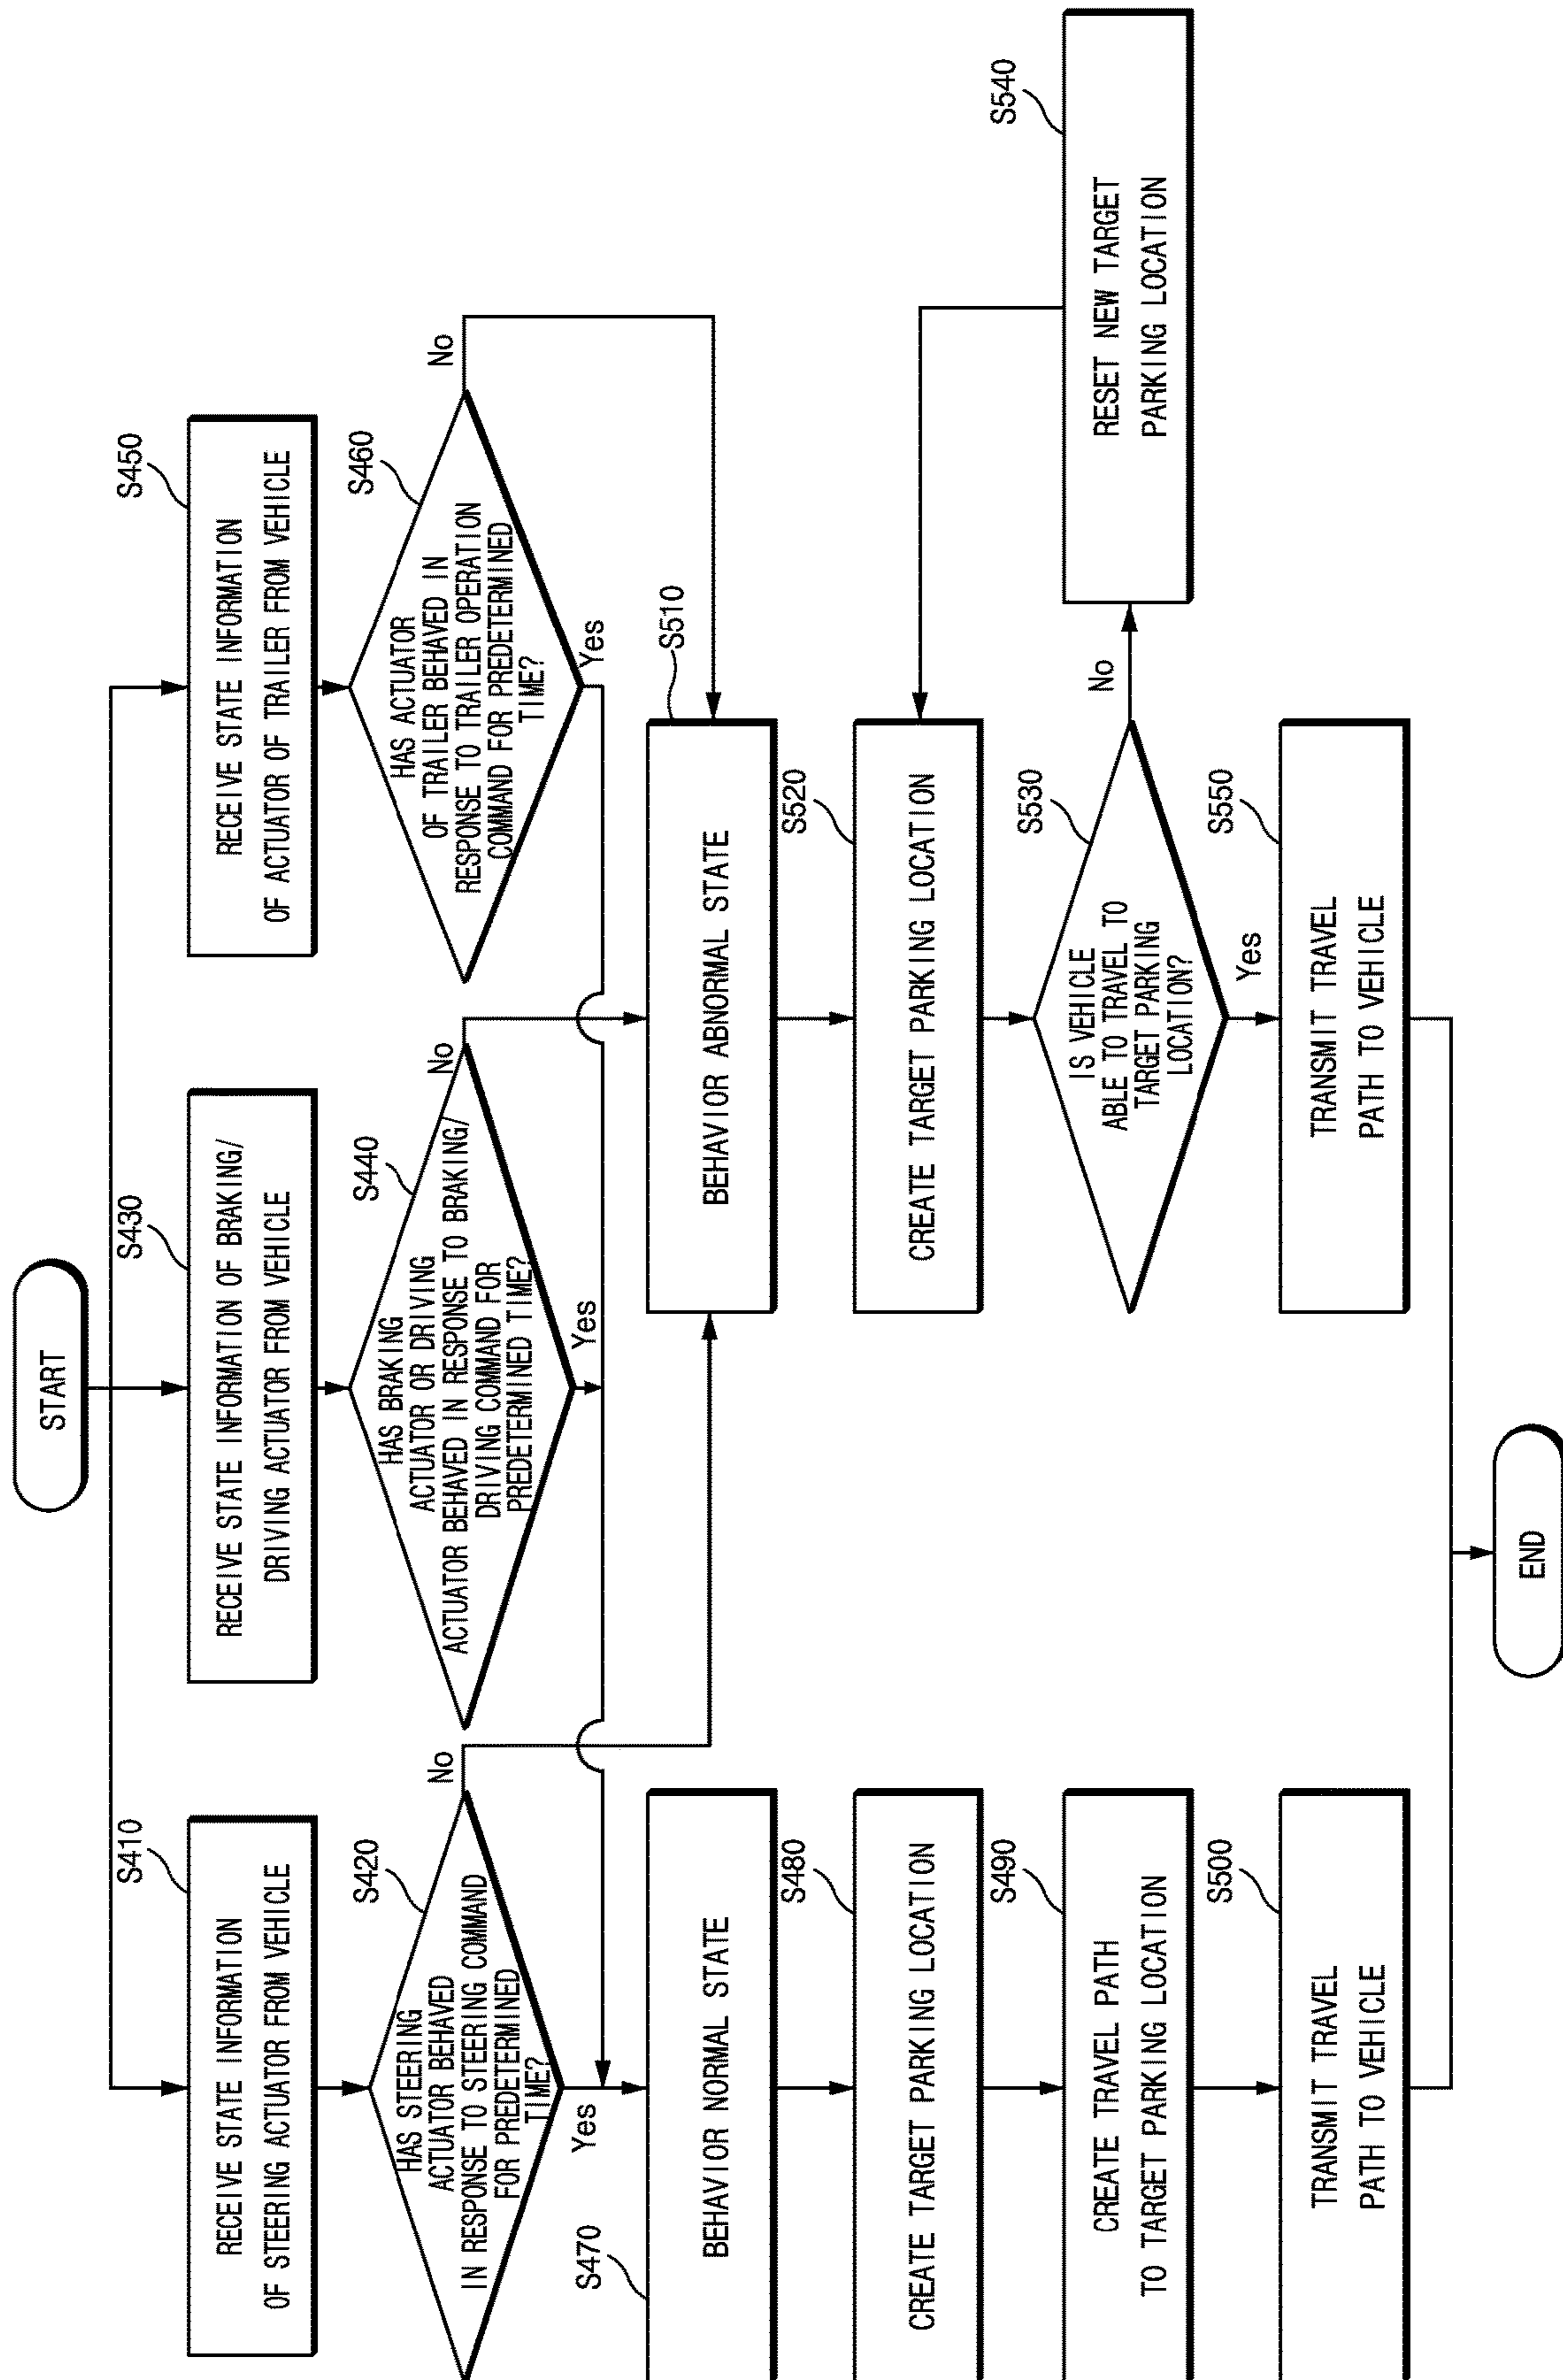 START
S410
RECEIVE STATE INFORMATION
OF STEERING ACTUATOR FROM VEHICLE
S430
RECEIVE STATE INFORMATION OF BRAKING/
DRIVING ACTUATOR FROM VEHICLE
S450
RECEIVE STATE INFORMATION
OF ACTUATOR OF TRAILER FROM VEHICLE
S420
HAS STEERING
ACTUATOR BEHAVED
IN RESPONSE TO STEERING COMMAND
FOR PREDETERMINED
TIME?
No
Yes
S440
HAS BRAKING
ACTUATOR OR DRIVING
ACTUATOR BEHAVED IN RESPONSE TO BRAKING/
DRIVING COMMAND FOR
PREDETERMINED TIME?
No
Yes
S460
HAS ACTUATOR
OF TRAILER BEHAVED IN
RESPONSE TO TRAILER OPERATION
COMMAND FOR PREDETERMINED
TIME?
No
Yes
S470
BEHAVIOR NORMAL STATE
S510
BEHAVIOR ABNORMAL STATE
S480
CREATE TARGET PARKING LOCATION
S520
CREATE TARGET PARKING LOCATION
S490
CREATE TRAVEL PATH
TO TARGET PARKING LOCATION
S530
IS VEHICLE
ABLE TO TRAVEL TO
TARGET PARKING
LOCATION?
No
Yes
S540
RESET NEW TARGET
PARKING LOCATION
S500
TRANSMIT TRAVEL
PATH TO VEHICLE
S550
TRANSMIT TRAVEL
PATH TO VEHICLE
END